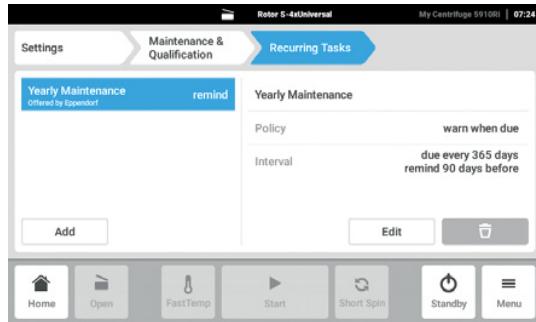 Rotor S-4xUniversal
My Centrifuge 5910Ri | 07:24
Settings
Maintenance &
Qualification
Recurring Tasks
Yearly Maintenance
Offered by Eppendorf
remind
Yearly Maintenance
Policy
warn when due
Interval
due every 365 days
remind 90 days before
Add
Edit
Home
Open
FastTemp
Start
Short Spin
Standby
Menu